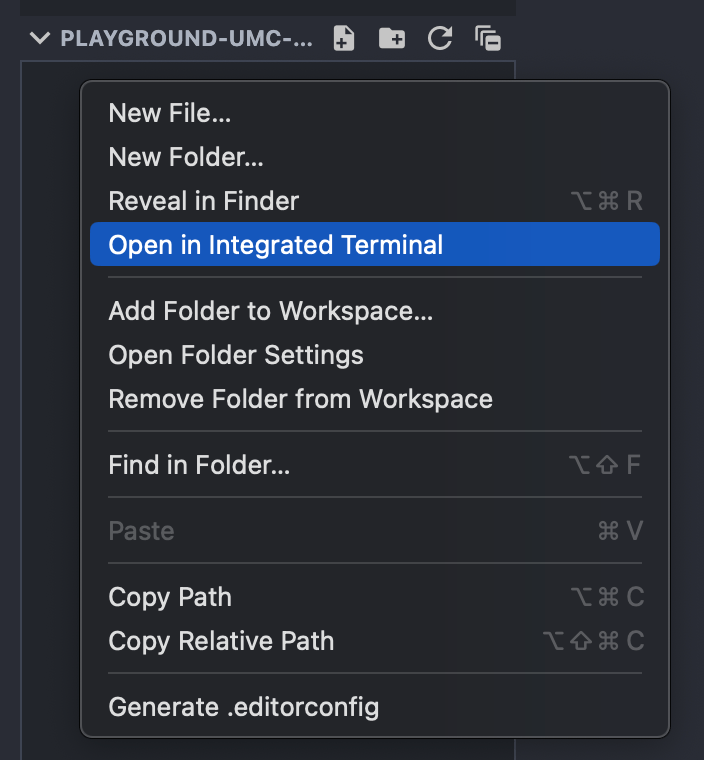 PLAYGROUND-UMC-...
New File...
New Folder...
Reveal in Finder ⌥⌘R
Open in Integrated Terminal
Add Folder to Workspace...
Open Folder Settings
Remove Folder from Workspace
Find in Folder... ⌥⇧F
Paste ⌘V
Copy Path ⌥⌘C
Copy Relative Path ⌥⇧⌘C
Generate .editorconfig